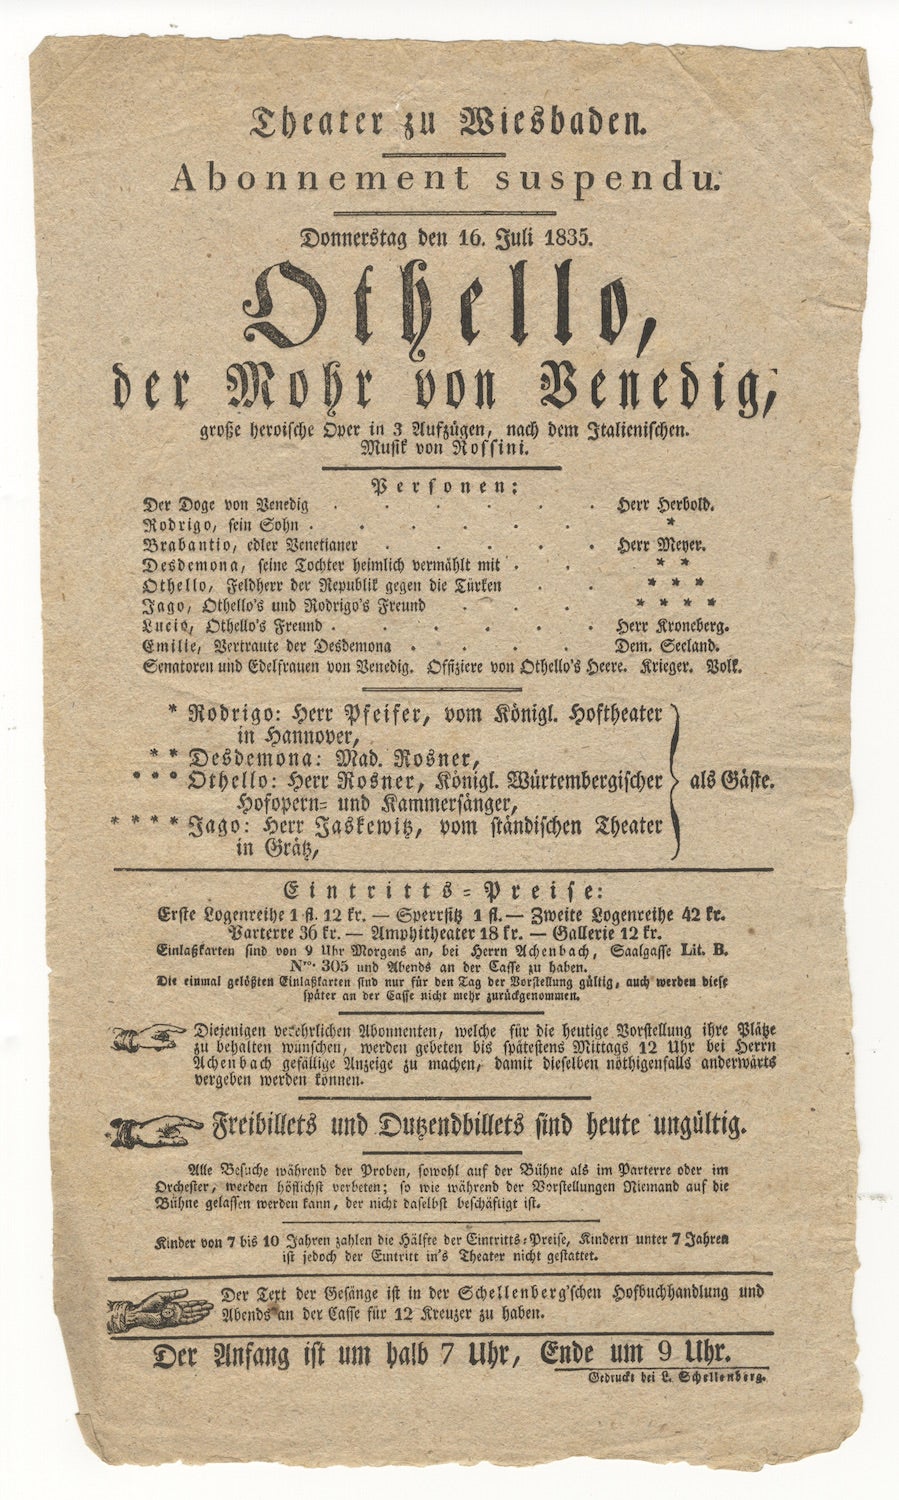 Theater zu Wiesbaden.
Abonnement suspendu.
Donnerstag den 16. Juli 1835.
Othello,
der Mohr von Venedig,
große heroische Oper in 3 Aufzügen, nach dem Italienischen.
Musik von Rossini.
Personen:
Der Doge von Venedig . . . . . . Herr Herbold.
Rodrigo, sein Sohn . . . . . . *
Brabantio, edler Venetianer . . . . . Herr Meyer.
Desdemona, seine Tochter heimlich vermählt mit . . . * *
Othello, Feldherr der Republik gegen die Türken . . * * *
Jago, Othello's und Rodrigo's Freund . . . * * * *
Lucio, Othello's Freund . . . . . . Herr Kroneberg.
Emilie, Vertraute der Desdemona . . . . . Dem. Seeland.
Senatoren und Edelfrauen von Venedig. Offiziere von Othello's Heere. Krieger. Volk.
* Rodrigo: Herr Pfeifer, vom Königl. Hoftheater
in Hannover,
* * Desdemona: Mad. Rosner,
* * * Othello: Herr Rosner, Königl. Würtembergischer als Gäste.
Hofopern= und Kammersänger,
* * * * Jago: Herr Jaskewitz, vom ständischen Theater
in Grätz,
Eintritts=Preise:
Erste Logenreihe 1 fl. 12 kr. — Sperrsitz 1 fl. — Zweite Logenreihe 42 kr.
Parterre 36 kr. — Amphitheater 18 kr. — Gallerie 12 kr.
Einlaßkarten sind von 9 Uhr Morgens an, bei Herrn Achenbach, Saalgasse Lit. B.
Nro. 305 und Abends an der Casse zu haben.
Die einmal gelößten Einlaßkarten sind nur für den Tag der Vorstellung gültig, auch werden diese
später an der Casse nicht mehr zurückgenommen.
Diejenigen verehrlichen Abonnenten, welche für die heutige Vorstellung ihre Plätze
zu behalten wünschen, werden gebeten bis spätestens Mittags 12 Uhr bei Herrn
Achenbach gefällige Anzeige zu machen, damit dieselben nöthigenfalls anderwärts
vergeben werden können.
Freibillets und Dutzendbillets sind heute ungültig.
Alle Besuche während der Proben, sowohl auf der Bühne als im Parterre oder im
Orchester, werden höflichst verbeten; so wie während der Vorstellungen Niemand auf die
Bühne gelassen werden kann, der nicht daselbst beschäftigt ist.
Kinder von 7 bis 10 Jahren zahlen die Hälfte der Eintritts=Preise, Kindern unter 7 Jahren
ist jedoch der Eintritt in's Theater nicht gestattet.
Der Text der Gesänge ist in der Schellenberg'schen Hofbuchhandlung und
Abends an der Casse für 12 Kreuzer zu haben.
Der Anfang ist um halb 7 Uhr, Ende um 9 Uhr.
Gedruckt bei L. Schellenberg.